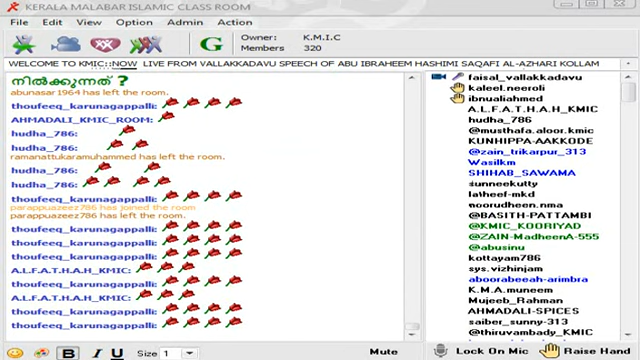 KERALA MALABAR ISLAMIC CLASS ROOM
File Edit View Option Admin Action
G
Owner: K.M.I.C
Members 320
WELCOME TO KMIC::NOW LIVE FROM VALLAKKADAVU SPEECH OF ABU IBRAHEEM HASHIMI SAQAFI AL-AZHARI KOLLAM
നിൽക്കുന്നത് ?
abunasar1964 has left the room.
thoufeeq_karunagappalli:
AHMADALI_KMIC_ROOM:
hudha_786:
hudha_786:
ramanattukaramuhammed has left the room.
hudha_786:
hudha_786:
thoufeeq_karunagappalli:
parappuazeez786 has joined the room
parappuazeez786 has left the room.
thoufeeq_karunagappalli:
thoufeeq_karunagappalli:
thoufeeq_karunagappalli:
A.L.F.A.T.H.A.H_KMIC:
thoufeeq_karunagappalli:
A.L.F.A.T.H.A.H_KMIC:
thoufeeq_karunagappalli:
thoufeeq_karunagappalli:
faisal_vallakkadavu
kaleel.neeroli
ibnualiahmed
A.L.F.A.T.H.A.H_KMIC
hudha_786
@musthafa.aloor.kmic
KUNHIPPA-AAKKODE
@zain_trikarpur_313
Wasilkm
SHIHAB_SAWAMA
sunneekutty
latheef-mkd
noorudheen.nma
@BASITH-PATTAMBI
@KMIC_KOORIYAD
@ZAIN-MadheenA-555
@abusinu
kottayam786
sys.vizhinjam
aboorabeeah-arimbra
K.M.A.muneem
Mujeeb_Rahman
AHMADALI-SPICES
saiber_sunny-313
@thiruvambady_KMIC
B I U Size 1 Mute Lock On Mic Raise Hand